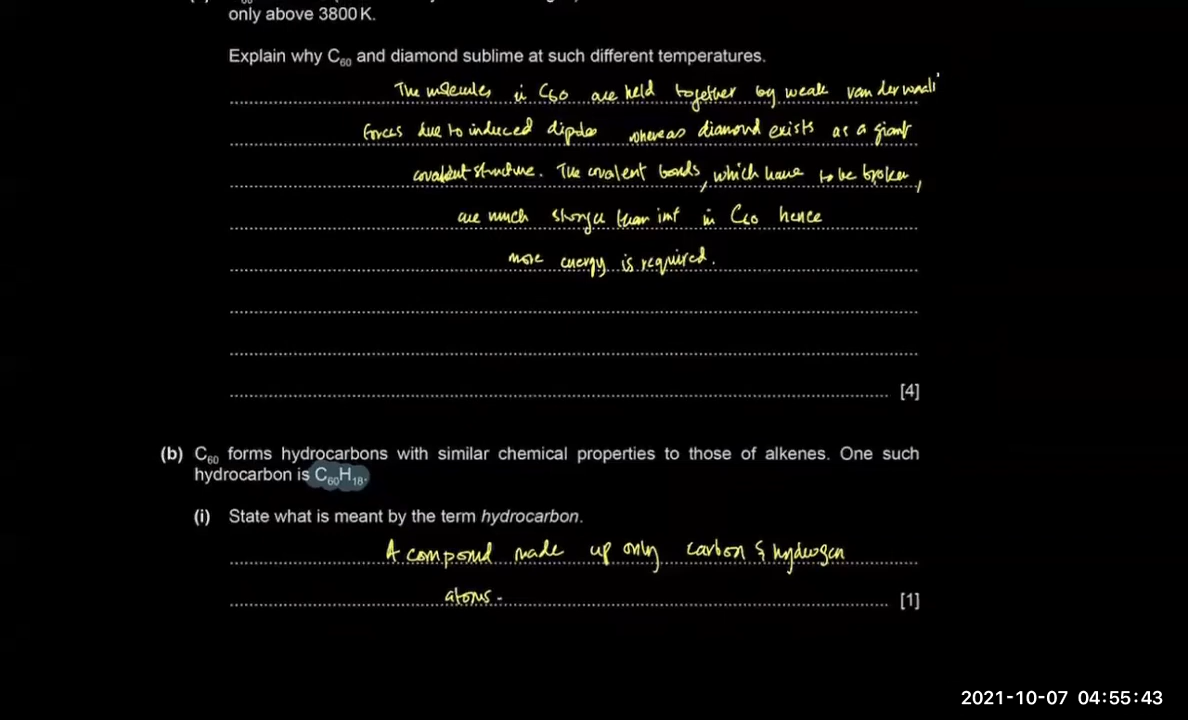 only above 3800 K.
Explain why C₆₀ and diamond sublime at such different temperatures.
The molecules in C60 are held together by weak van der waals'
forces due to induced dipoles whereas diamond exists as a giant
covalent structure. The covalent bonds, which have to be broken,
are much stronger than imf in C60 hence
more energy is required.
[4]
(b) C₆₀ forms hydrocarbons with similar chemical properties to those of alkenes. One such
hydrocarbon is C₆₀H₁₈.
(i) State what is meant by the term hydrocarbon.
A compound made up only carbon & hydrogen
atoms.
[1]
2021-10-07 04:55:43